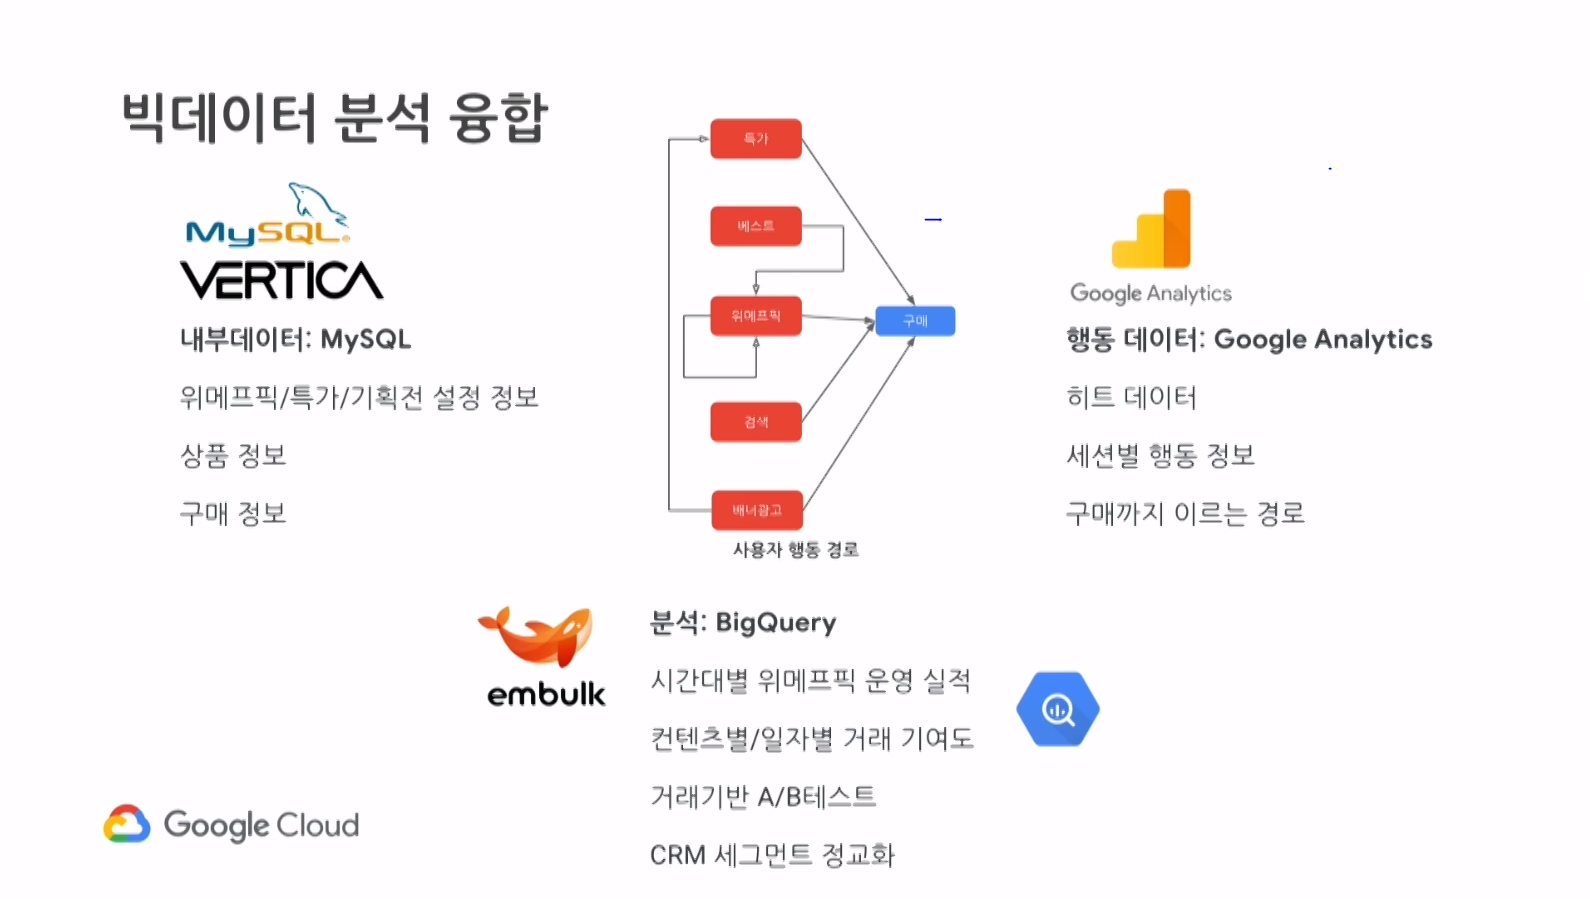 빅데이터 분석 융합
MySQL®
VERTICA
내부데이터: MySQL
위메프픽/특가/기획전 설정 정보
상품 정보
구매 정보
특가
베스트
위메프픽
구매
검색
배너광고
사용자 행동 경로
Google Analytics
행동 데이터: Google Analytics
히트 데이터
세션별 행동 정보
구매까지 이르는 경로
embulk
분석: BigQuery
시간대별 위메프픽 운영 실적
컨텐츠별/일자별 거래 기여도
거래기반 A/B테스트
CRM 세그먼트 정교화
Google Cloud